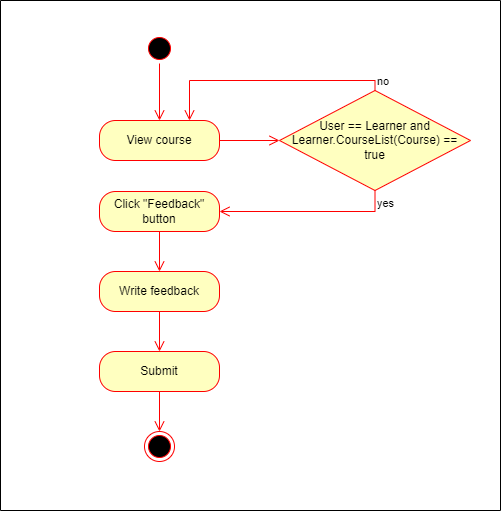 no
View course
User == Learner and
Learner.CourseList(Course) ==
true
Click "Feedback"
button
yes
Write feedback
Submit